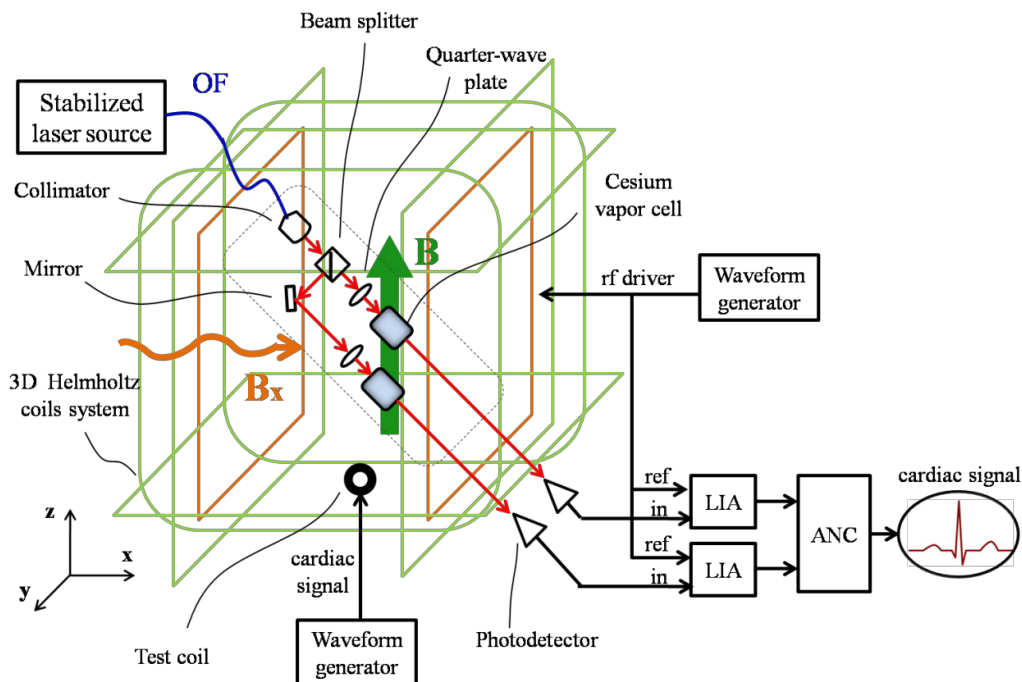 Beam splitter
Quarter-wave
plate
OF
Stabilized
laser source
Collimator
Cesium
vapor cell
Mirror
B
rf driver
Waveform
generator
3D Helmholtz
coils system
Bx
z
x
y
cardiac
signal
Test coil
Waveform
generator
Photodetector
ref
in
LIA
ref
in
LIA
ANC
cardiac signal